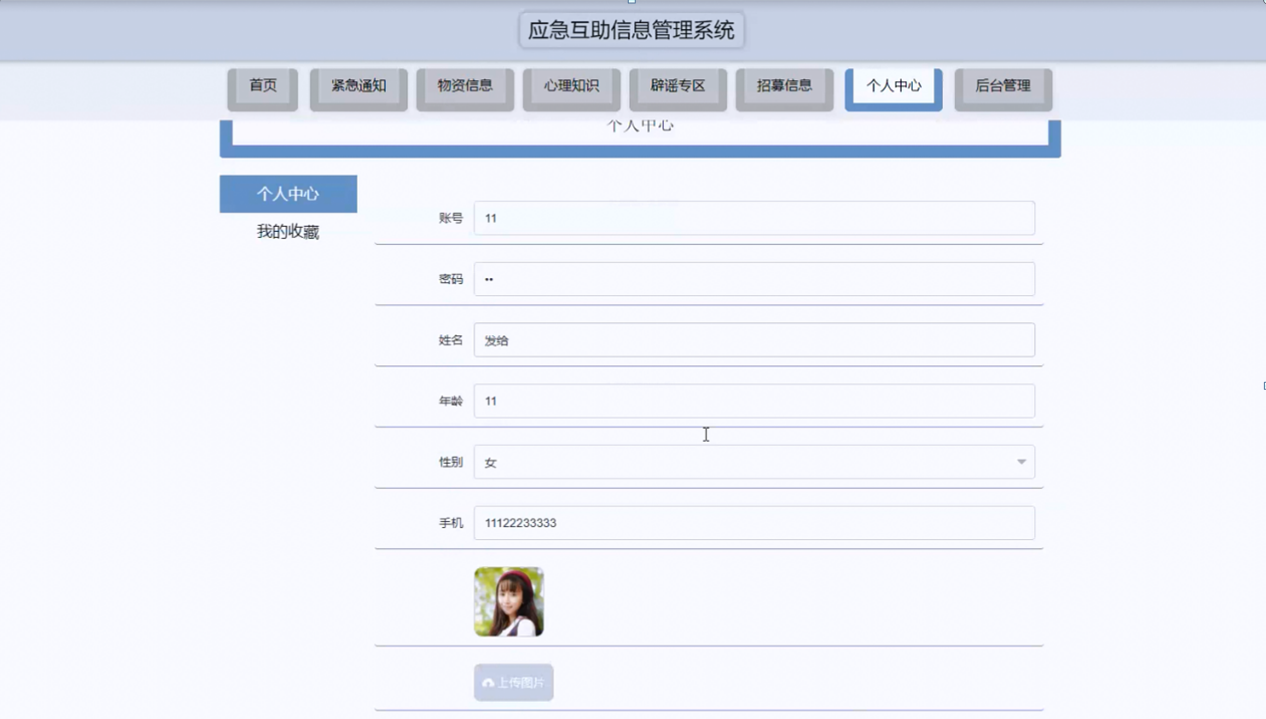 应急互助信息管理系统
首页 紧急通知 物资信息 心理知识 辟谣专区 招募信息 个人中心 后台管理
个人中心
个人中心
我的收藏
账号 11
密码 ••
姓名 发给
年龄 11
性别 女
手机 11122233333
上传图片